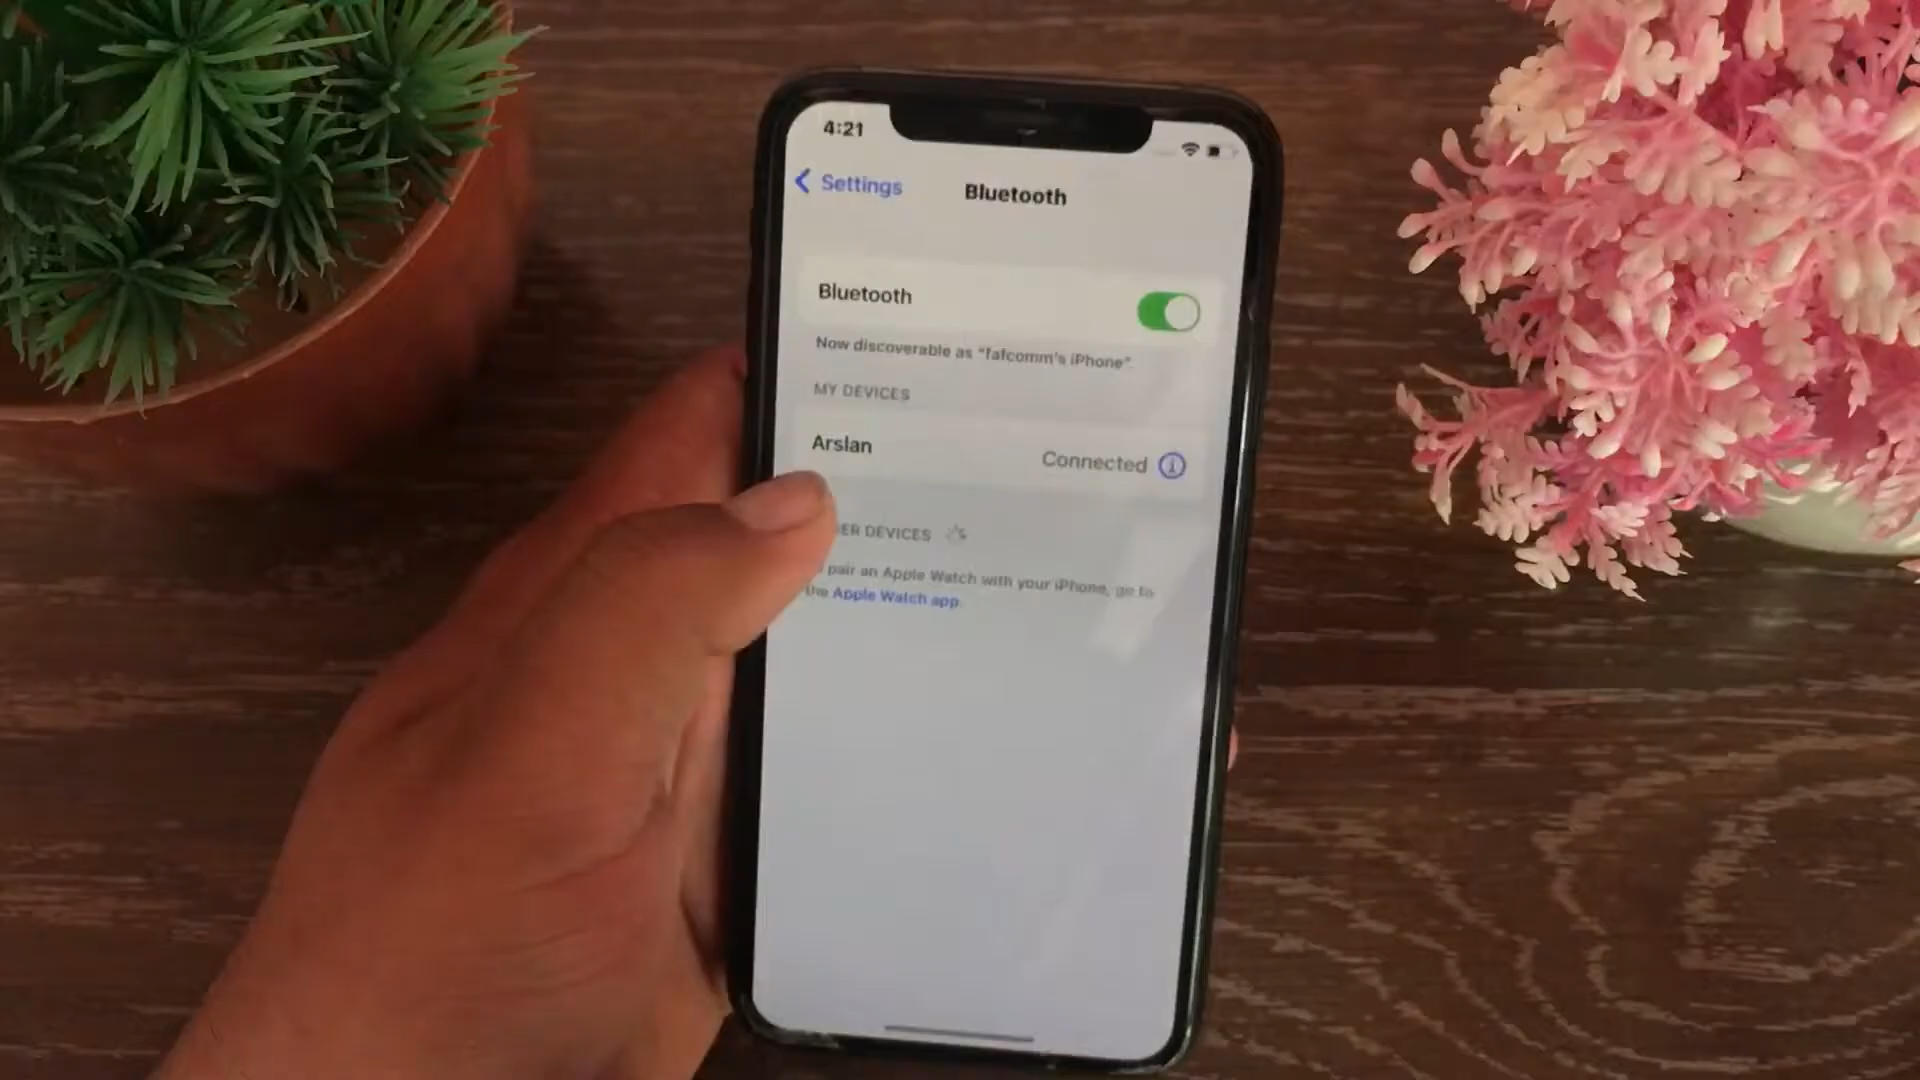 4:21
Settings
Bluetooth
Bluetooth
Now discoverable as "fafcomm's iPhone".
MY DEVICES
Arslan
Connected
ER DEVICES
pair an Apple Watch with your iPhone, go to
the Apple Watch app.